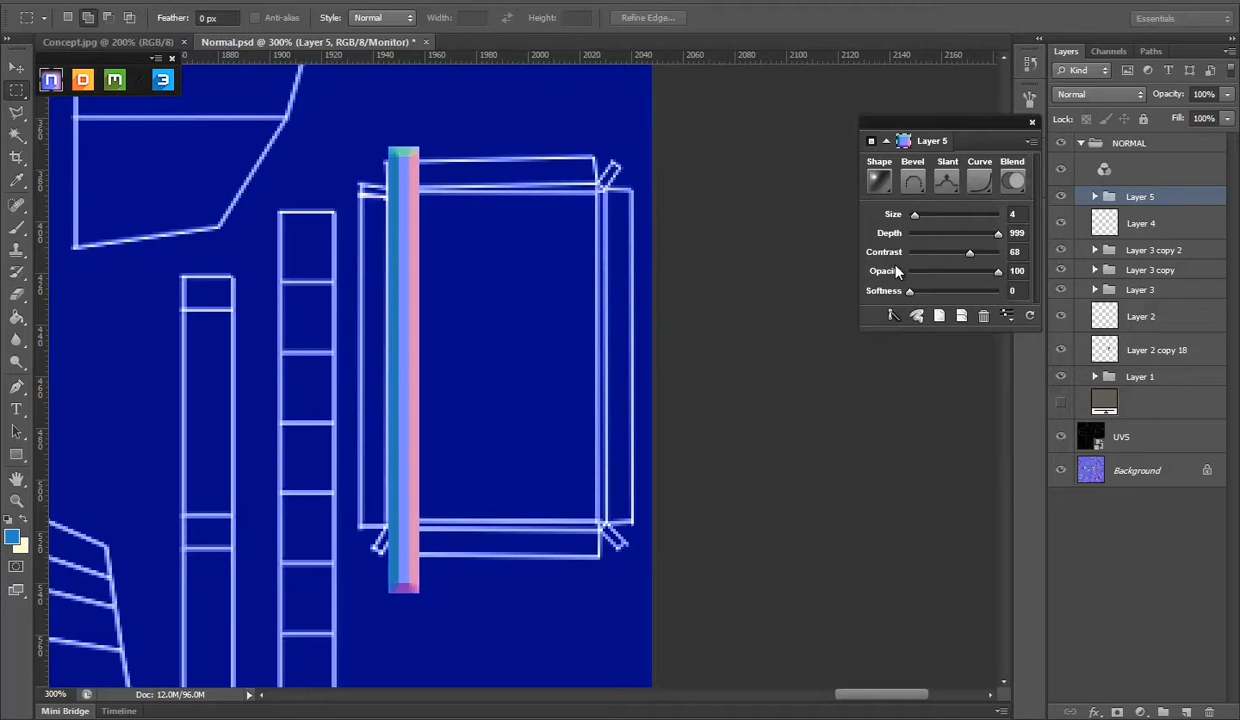 Feather: 0 px Anti-alias Style: Normal Width: Height: Refine Edge... Essentials
Concept.jpg @ 200% (RGB/8) × Normal.psd @ 300% (Layer 5, RGB/8/Monitor) * ×
1880 1900 1920 1940 1960 1980 2000 2020 2040 2060 2080 2100 2120 2140 2160
n D m 3
Layers Channels Paths
Kind
Normal Opacity: 100%
Lock: Fill: 100%
NORMAL
Layer 5
Layer 4
Layer 3 copy 2
Layer 3 copy
Layer 3
Layer 2
Layer 2 copy 18
Layer 1
UVS
Background
Layer 5
Shape Bevel Slant Curve Blend
Size 4
Depth 999
Contrast 68
Opacit 100
Softness 0
300% Doc: 12.0M/96.0M
Mini Bridge Timeline
fx